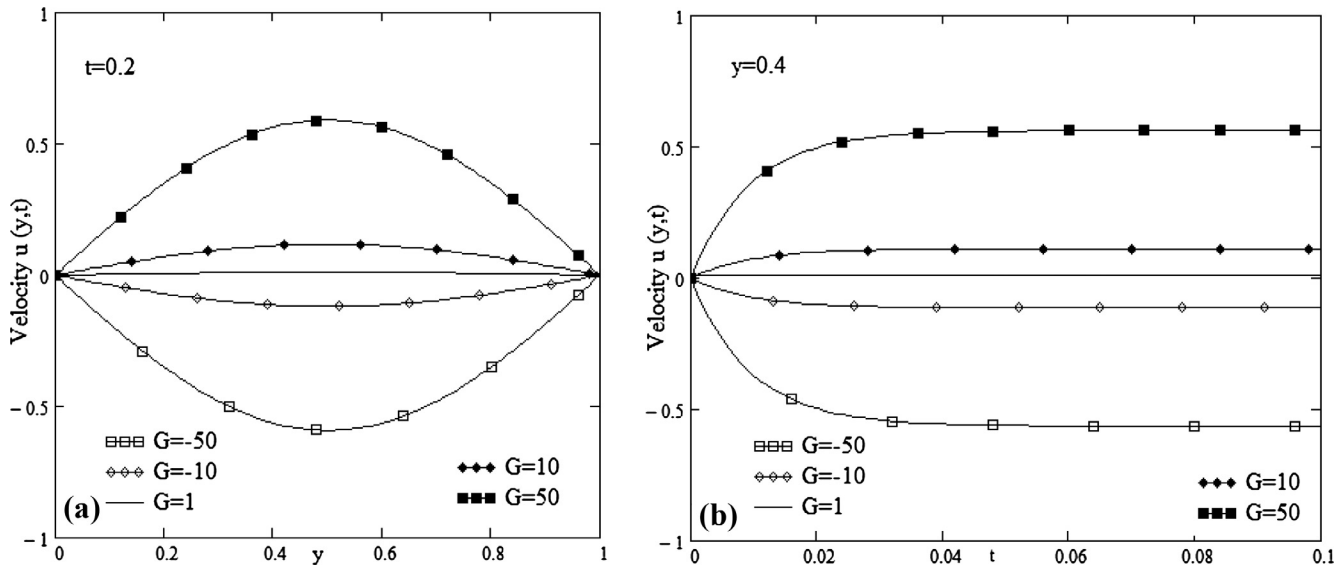 1
t=0.2
0.5
Velocity u (y,t)
0
−0.5
G=-50
G=-10
G=1
G=10
G=50
(a)
−1
0
0.2
0.4
y
0.6
0.8
1
1
y=0.4
0.5
Velocity u (y,t)
0
−0.5
G=-50
G=-10
G=1
G=10
G=50
(b)
−1
0
0.02
0.04
t
0.06
0.08
0.1